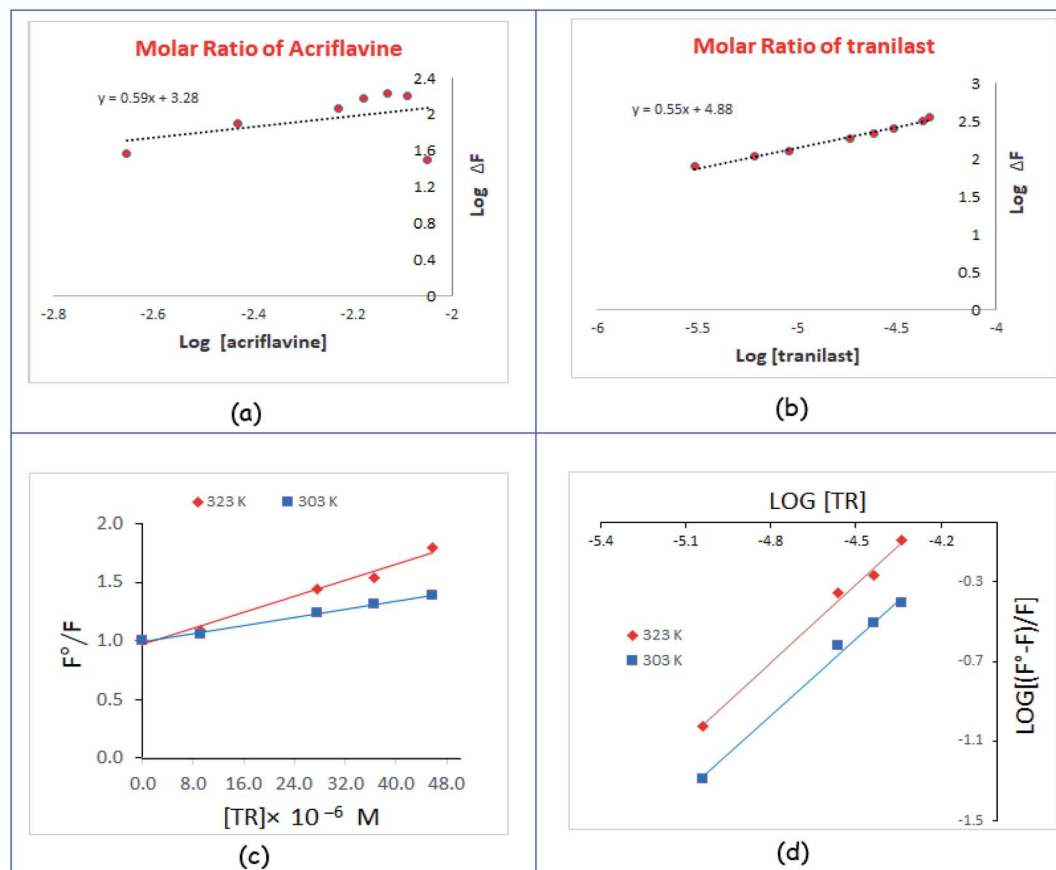 Molar Ratio of Acriflavine
y = 0.59x + 3.28
2.4
2
1.6
1.2
0.8
0.4
0
Log ΔF
-2.8 -2.6 -2.4 -2.2 -2
Log [acriflavine]
(a)
Molar Ratio of tranilast
y = 0.55x + 4.88
3
2.5
2
1.5
1
0.5
0
Log ΔF
-6 -5.5 -5 -4.5 -4
Log [tranilast]
(b)
323 K 303 K
2.0
1.5
1.0
0.5
0.0
F°/F
0.0 8.0 16.0 24.0 32.0 40.0 48.0
[TR]× 10 ⁻⁶ M
(c)
LOG [TR]
-5.4 -5.1 -4.8 -4.5 -4.2
-0.3
-0.7
-1.1
-1.5
323 K
303 K
LOG[(F°-F)/F]
(d)